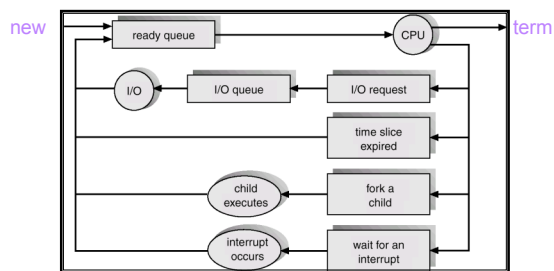 new
ready queue
CPU
term
I/O
I/O queue
I/O request
time slice
expired
child
executes
fork a
child
interrupt
occurs
wait for an
interrupt